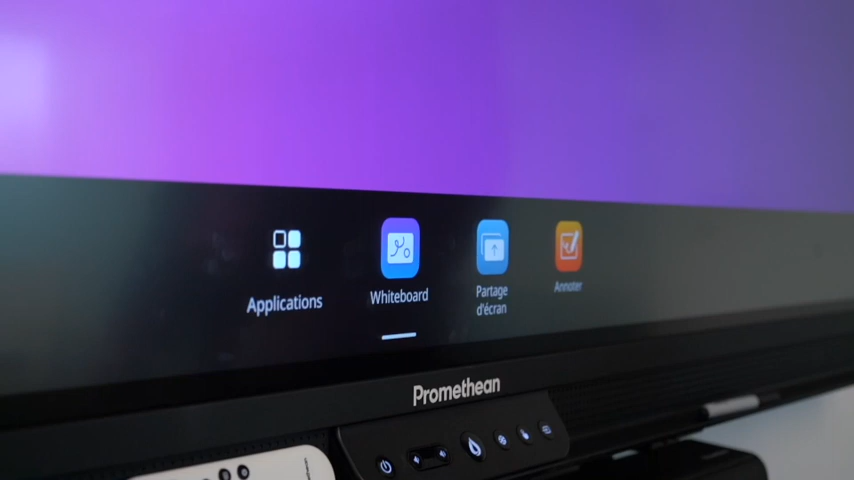 Applications
Whiteboard
Partage
d'écran
Annoter
Promethean